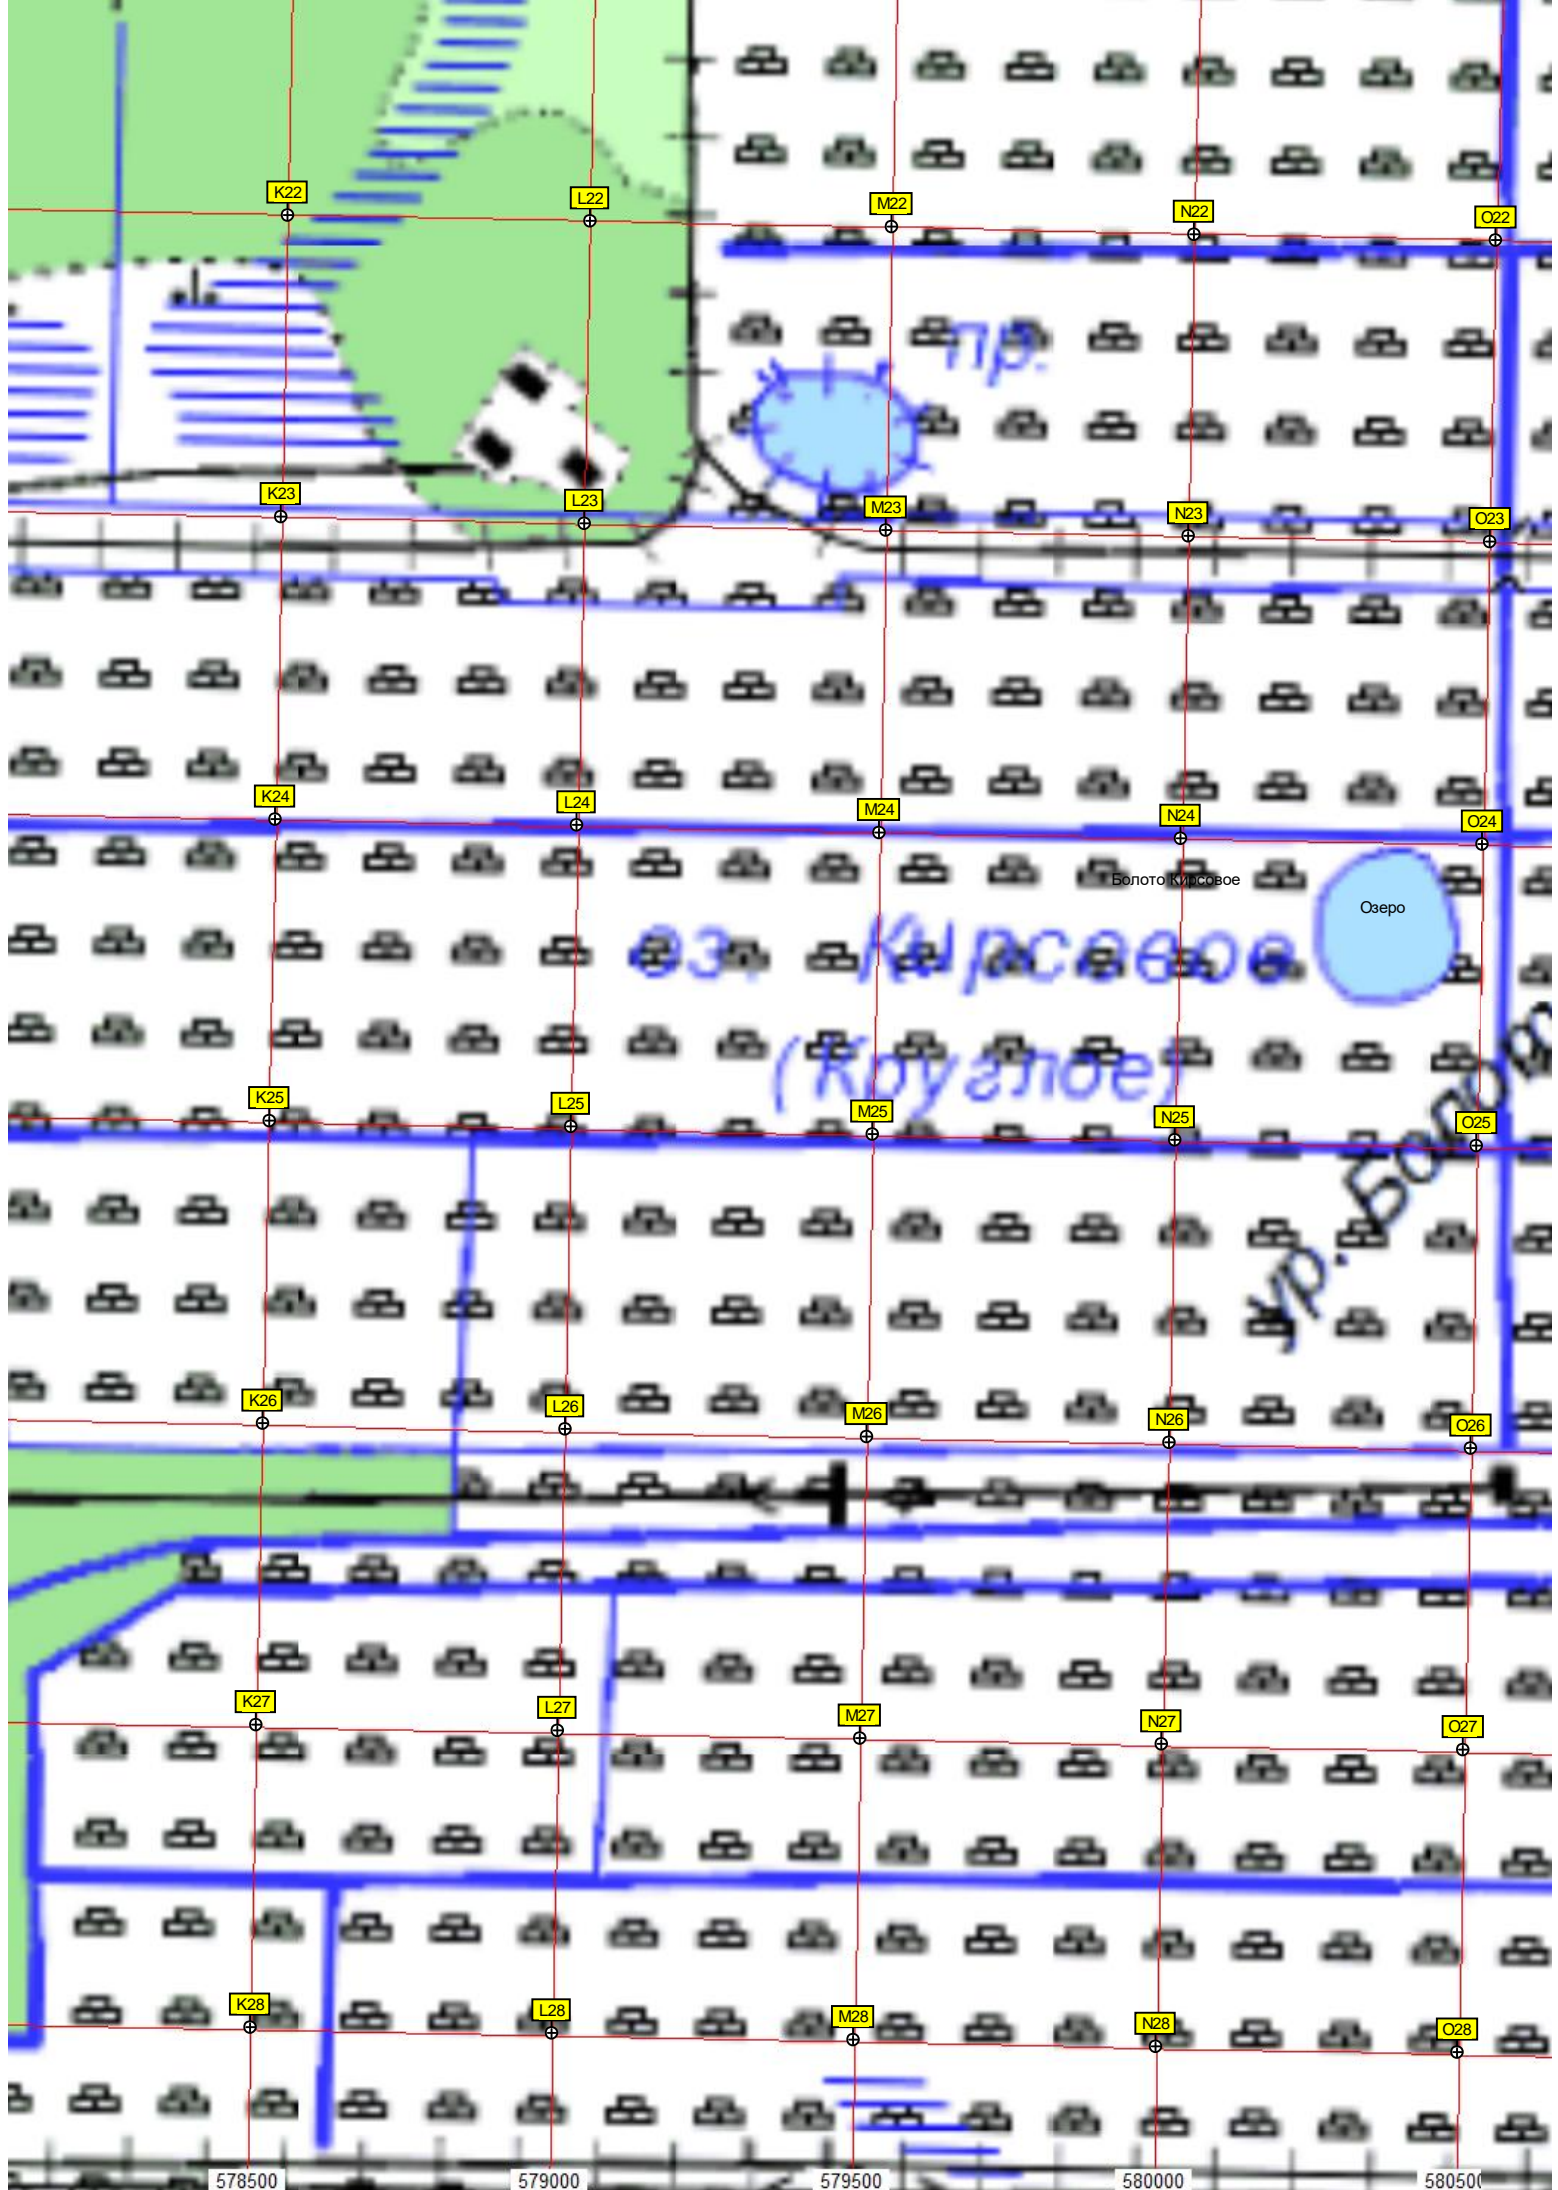 K22 L22 M22 N22 O22
пр.
K23 L23 M23 N23 O23
K24 L24 M24 N24 O24
Болото Кирсовое
Озеро
оз. Кирсовое
(Круглое)
K25 L25 M25 N25 O25
ур. Болот
K26 L26 M26 N26 O26
K27 L27 M27 N27 O27
K28 L28 M28 N28 O28
578500 579000 579500 580000 580500